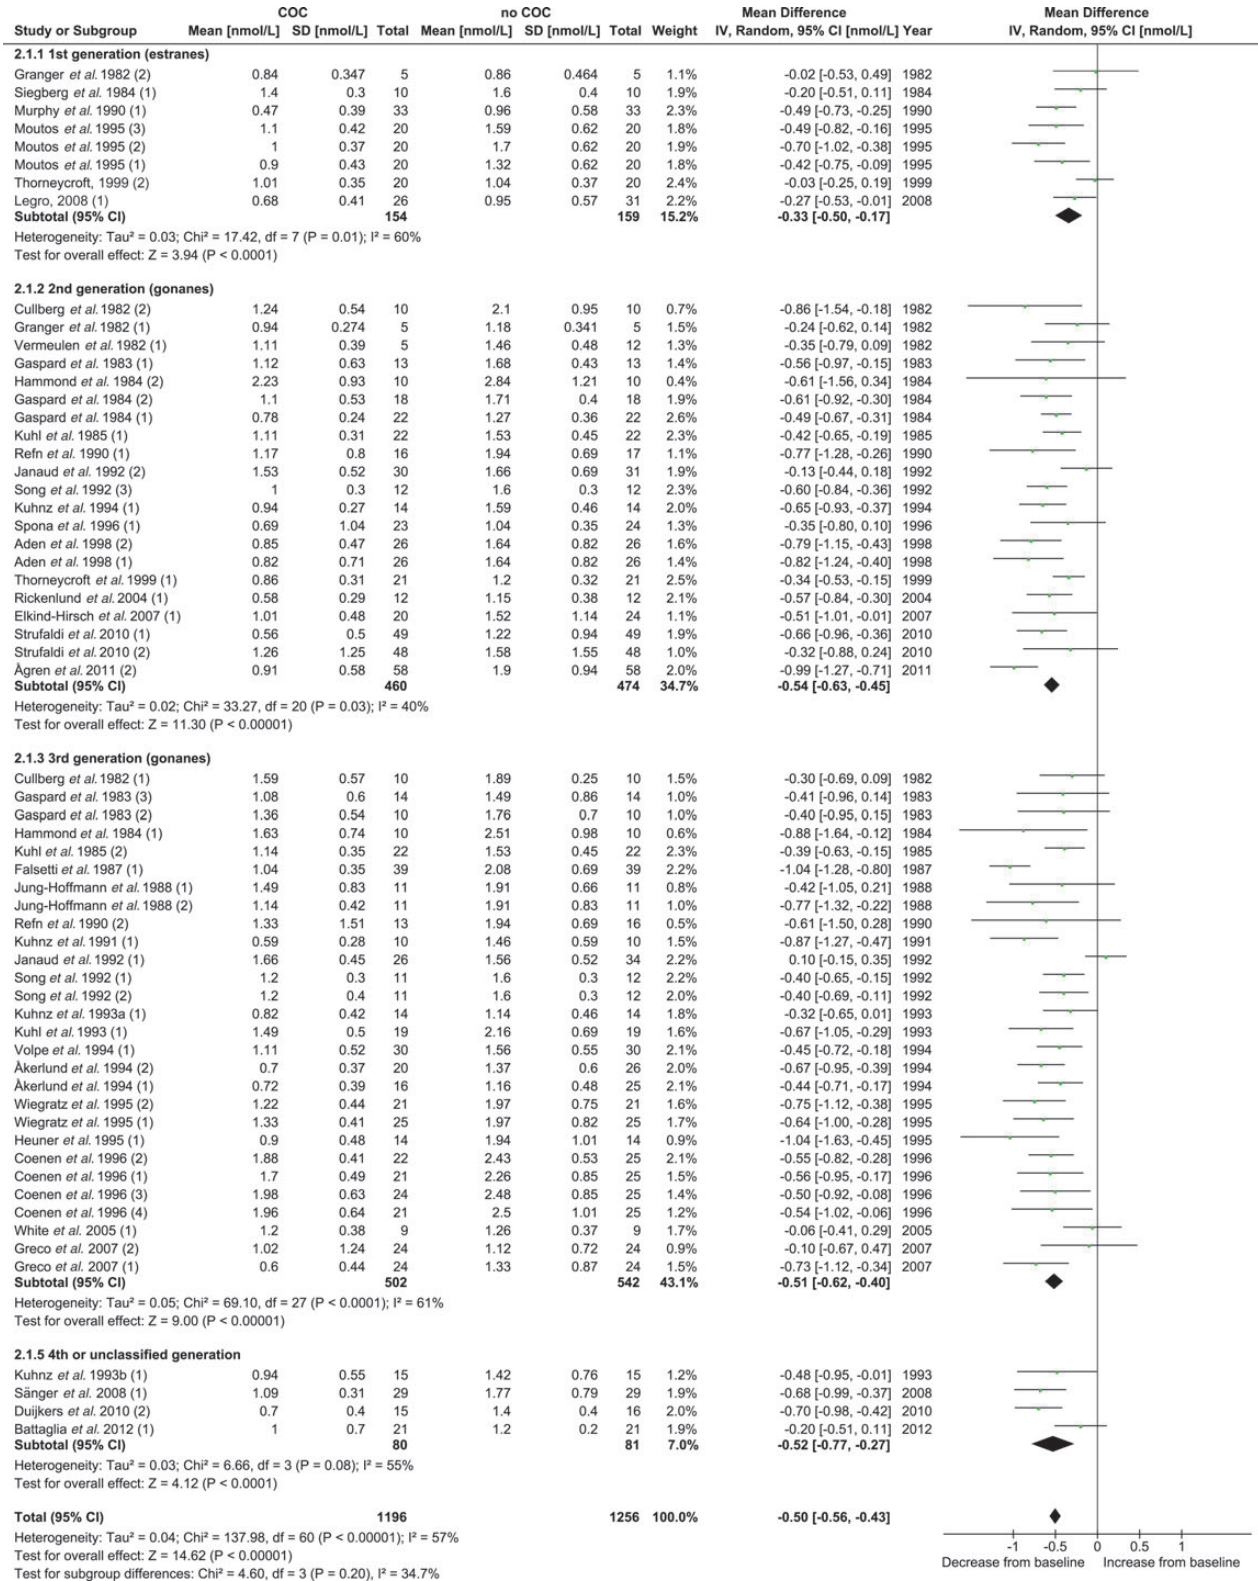 COC no COC Mean Difference Mean Difference
Study or Subgroup Mean [nmol/L] SD [nmol/L] Total Mean [nmol/L] SD [nmol/L] Total Weight IV, Random, 95% CI [nmol/L] Year IV, Random, 95% CI [nmol/L]
2.1.1 1st generation (estranes)
Granger et al. 1982 (2) 0.84 0.347 5 0.86 0.464 5 1.1% -0.02 [-0.53, 0.49] 1982
Siegberg et al. 1984 (1) 1.4 0.3 10 1.6 0.4 10 1.9% -0.20 [-0.51, 0.11] 1984
Murphy et al. 1990 (1) 0.47 0.39 33 0.96 0.58 33 2.3% -0.49 [-0.73, -0.25] 1990
Moutos et al. 1995 (3) 1.1 0.42 20 1.59 0.62 20 1.8% -0.49 [-0.82, -0.16] 1995
Moutos et al. 1995 (2) 1 0.37 20 1.7 0.62 20 1.9% -0.70 [-1.02, -0.38] 1995
Moutos et al. 1995 (1) 0.9 0.43 20 1.32 0.62 20 1.8% -0.42 [-0.75, -0.09] 1995
Thorneycroft, 1999 (2) 1.01 0.35 20 1.04 0.37 20 2.4% -0.03 [-0.25, 0.19] 1999
Legro, 2008 (1) 0.68 0.41 26 0.95 0.57 31 2.2% -0.27 [-0.53, -0.01] 2008
Subtotal (95% CI) 154 159 15.2% -0.33 [-0.50, -0.17]
Heterogeneity: Tau² = 0.03; Chi² = 17.42, df = 7 (P = 0.01); I² = 60%
Test for overall effect: Z = 3.94 (P < 0.0001)
2.1.2 2nd generation (gonanes)
Cullberg et al. 1982 (2) 1.24 0.54 10 2.1 0.95 10 0.7% -0.86 [-1.54, -0.18] 1982
Granger et al. 1982 (1) 0.94 0.274 5 1.18 0.341 5 1.5% -0.24 [-0.62, 0.14] 1982
Vermeulen et al. 1982 (1) 1.11 0.39 5 1.46 0.48 12 1.3% -0.35 [-0.79, 0.09] 1982
Gaspard et al. 1983 (1) 1.12 0.63 13 1.68 0.43 13 1.4% -0.56 [-0.97, -0.15] 1983
Hammond et al. 1984 (2) 2.23 0.93 10 2.84 1.21 10 0.4% -0.61 [-1.56, 0.34] 1984
Gaspard et al. 1984 (2) 1.1 0.53 18 1.71 0.4 18 1.9% -0.61 [-0.92, -0.30] 1984
Gaspard et al. 1984 (1) 0.78 0.24 22 1.27 0.36 22 2.6% -0.49 [-0.67, -0.31] 1984
Kuhl et al. 1985 (1) 1.11 0.31 22 1.53 0.45 22 2.3% -0.42 [-0.65, -0.19] 1985
Refn et al. 1990 (1) 1.17 0.8 16 1.94 0.69 17 1.1% -0.77 [-1.28, -0.26] 1990
Janaud et al. 1992 (2) 1.53 0.52 30 1.66 0.69 31 1.9% -0.13 [-0.44, 0.18] 1992
Song et al. 1992 (3) 1 0.3 12 1.6 0.3 12 2.3% -0.60 [-0.84, -0.36] 1992
Kuhnz et al. 1994 (1) 0.94 0.27 14 1.59 0.46 14 2.0% -0.65 [-0.93, -0.37] 1994
Spona et al. 1996 (1) 0.69 1.04 23 1.04 0.35 24 1.3% -0.35 [-0.80, 0.10] 1996
Aden et al. 1998 (2) 0.85 0.47 26 1.64 0.82 26 1.6% -0.79 [-1.15, -0.43] 1998
Aden et al. 1998 (1) 0.82 0.71 26 1.64 0.82 26 1.4% -0.82 [-1.24, -0.40] 1998
Thorneycroft et al. 1999 (1) 0.86 0.31 21 1.2 0.32 21 2.5% -0.34 [-0.53, -0.15] 1999
Rickenlund et al. 2004 (1) 0.58 0.29 12 1.15 0.38 12 2.1% -0.57 [-0.84, -0.30] 2004
Elkind-Hirsch et al. 2007 (1) 1.01 0.48 20 1.52 1.14 24 1.1% -0.51 [-1.01, -0.01] 2007
Strufaldi et al. 2010 (1) 0.56 0.5 49 1.22 0.94 49 1.9% -0.66 [-0.96, -0.36] 2010
Strufaldi et al. 2010 (2) 1.26 1.25 48 1.58 1.55 48 1.0% -0.32 [-0.88, 0.24] 2010
Ågren et al. 2011 (2) 0.91 0.58 58 1.9 0.94 58 2.0% -0.99 [-1.27, -0.71] 2011
Subtotal (95% CI) 460 474 34.7% -0.54 [-0.63, -0.45]
Heterogeneity: Tau² = 0.02; Chi² = 33.27, df = 20 (P = 0.03); I² = 40%
Test for overall effect: Z = 11.30 (P < 0.00001)
2.1.3 3rd generation (gonanes)
Cullberg et al. 1982 (1) 1.59 0.57 10 1.89 0.25 10 1.5% -0.30 [-0.69, 0.09] 1982
Gaspard et al. 1983 (3) 1.08 0.6 14 1.49 0.86 14 1.0% -0.41 [-0.96, 0.14] 1983
Gaspard et al. 1983 (2) 1.36 0.54 10 1.76 0.7 10 1.0% -0.40 [-0.95, 0.15] 1983
Hammond et al. 1984 (1) 1.63 0.74 10 2.51 0.98 10 0.6% -0.88 [-1.64, -0.12] 1984
Kuhl et al. 1985 (2) 1.14 0.35 22 1.53 0.45 22 2.3% -0.39 [-0.63, -0.15] 1985
Falsetti et al. 1987 (1) 1.04 0.35 39 2.08 0.69 39 2.2% -1.04 [-1.28, -0.80] 1987
Jung-Hoffmann et al. 1988 (1) 1.49 0.83 11 1.91 0.66 11 0.8% -0.42 [-1.05, 0.21] 1988
Jung-Hoffmann et al. 1988 (2) 1.14 0.42 11 1.91 0.83 11 1.0% -0.77 [-1.32, -0.22] 1988
Refn et al. 1990 (2) 1.33 1.51 13 1.94 0.69 16 0.5% -0.61 [-1.50, 0.28] 1990
Kuhnz et al. 1991 (1) 0.59 0.28 10 1.46 0.59 10 1.5% -0.87 [-1.27, -0.47] 1991
Janaud et al. 1992 (1) 1.66 0.45 26 1.56 0.52 34 2.2% 0.10 [-0.15, 0.35] 1992
Song et al. 1992 (1) 1.2 0.3 11 1.6 0.3 12 2.2% -0.40 [-0.65, -0.15] 1992
Song et al. 1992 (2) 1.2 0.4 11 1.6 0.3 12 2.0% -0.40 [-0.69, -0.11] 1992
Kuhnz et al. 1993a (1) 0.82 0.42 14 1.14 0.46 14 1.7% -0.32 [-0.65, 0.01] 1993
Kuhl et al. 1993 (1) 1.49 0.5 19 2.16 0.69 19 1.5% -0.67 [-1.05, -0.29] 1993
Volpe et al. 1994 (1) 1.11 0.52 30 1.56 0.55 30 2.1% -0.45 [-0.72, -0.18] 1994
Åkerlund et al. 1994 (2) 0.7 0.37 20 1.37 0.6 26 2.0% -0.67 [-0.95, -0.39] 1994
Åkerlund et al. 1994 (1) 0.72 0.39 16 1.16 0.48 25 2.1% -0.44 [-0.71, -0.17] 1994
Wiegratz et al. 1995 (2) 1.22 0.44 21 1.97 0.75 21 1.6% -0.75 [-1.12, -0.38] 1995
Wiegratz et al. 1995 (1) 1.33 0.41 25 1.97 0.82 25 1.7% -0.64 [-1.00, -0.28] 1995
Heuner et al. 1995 (1) 0.9 0.48 14 1.94 1.01 14 0.9% -1.04 [-1.63, -0.45] 1995
Coenen et al. 1996 (2) 1.88 0.41 22 2.43 0.53 25 2.1% -0.55 [-0.82, -0.28] 1996
Coenen et al. 1996 (1) 1.7 0.49 21 2.26 0.85 25 1.5% -0.56 [-0.95, -0.17] 1996
Coenen et al. 1996 (3) 1.98 0.63 24 2.48 0.85 25 1.4% -0.50 [-0.92, -0.08] 1996
Coenen et al. 1996 (4) 1.96 0.64 21 2.5 1.01 25 1.2% -0.54 [-1.02, -0.06] 1996
White et al. 2005 (1) 1.2 0.38 9 1.26 0.37 9 1.7% -0.06 [-0.41, 0.29] 2005
Greco et al. 2007 (2) 1.02 1.24 24 1.12 0.72 24 0.9% -0.10 [-0.67, 0.47] 2007
Greco et al. 2007 (1) 0.6 0.44 24 1.33 0.87 24 1.5% -0.73 [-1.12, -0.34] 2007
Subtotal (95% CI) 502 542 43.1% -0.51 [-0.62, -0.40]
Heterogeneity: Tau² = 0.05; Chi² = 69.10, df = 27 (P < 0.0001); I² = 61%
Test for overall effect: Z = 9.00 (P < 0.00001)
2.1.5 4th or unclassified generation
Kuhnz et al. 1993b (1) 0.94 0.55 15 1.42 0.76 15 1.2% -0.48 [-0.95, -0.01] 1993
Sänger et al. 2008 (1) 1.09 0.31 29 1.77 0.79 29 1.9% -0.68 [-0.99, -0.37] 2008
Duijkers et al. 2010 (2) 0.7 0.4 15 1.4 0.4 16 2.0% -0.70 [-0.98, -0.42] 2010
Battaglia et al. 2012 (1) 1 0.7 21 1.2 0.2 21 1.9% -0.20 [-0.51, 0.11] 2012
Subtotal (95% CI) 80 81 7.0% -0.52 [-0.77, -0.27]
Heterogeneity: Tau² = 0.03; Chi² = 6.66, df = 3 (P = 0.08); I² = 55%
Test for overall effect: Z = 4.12 (P < 0.0001)
Total (95% CI) 1196 1256 100.0% -0.50 [-0.56, -0.43]
Heterogeneity: Tau² = 0.04; Chi² = 137.98, df = 60 (P < 0.00001); I² = 57%
Test for overall effect: Z = 14.62 (P < 0.00001)
Test for subgroup differences: Chi² = 4.60, df = 3 (P = 0.20), I² = 34.7%
-1 -0.5 0 0.5 1
Decrease from baseline Increase from baseline